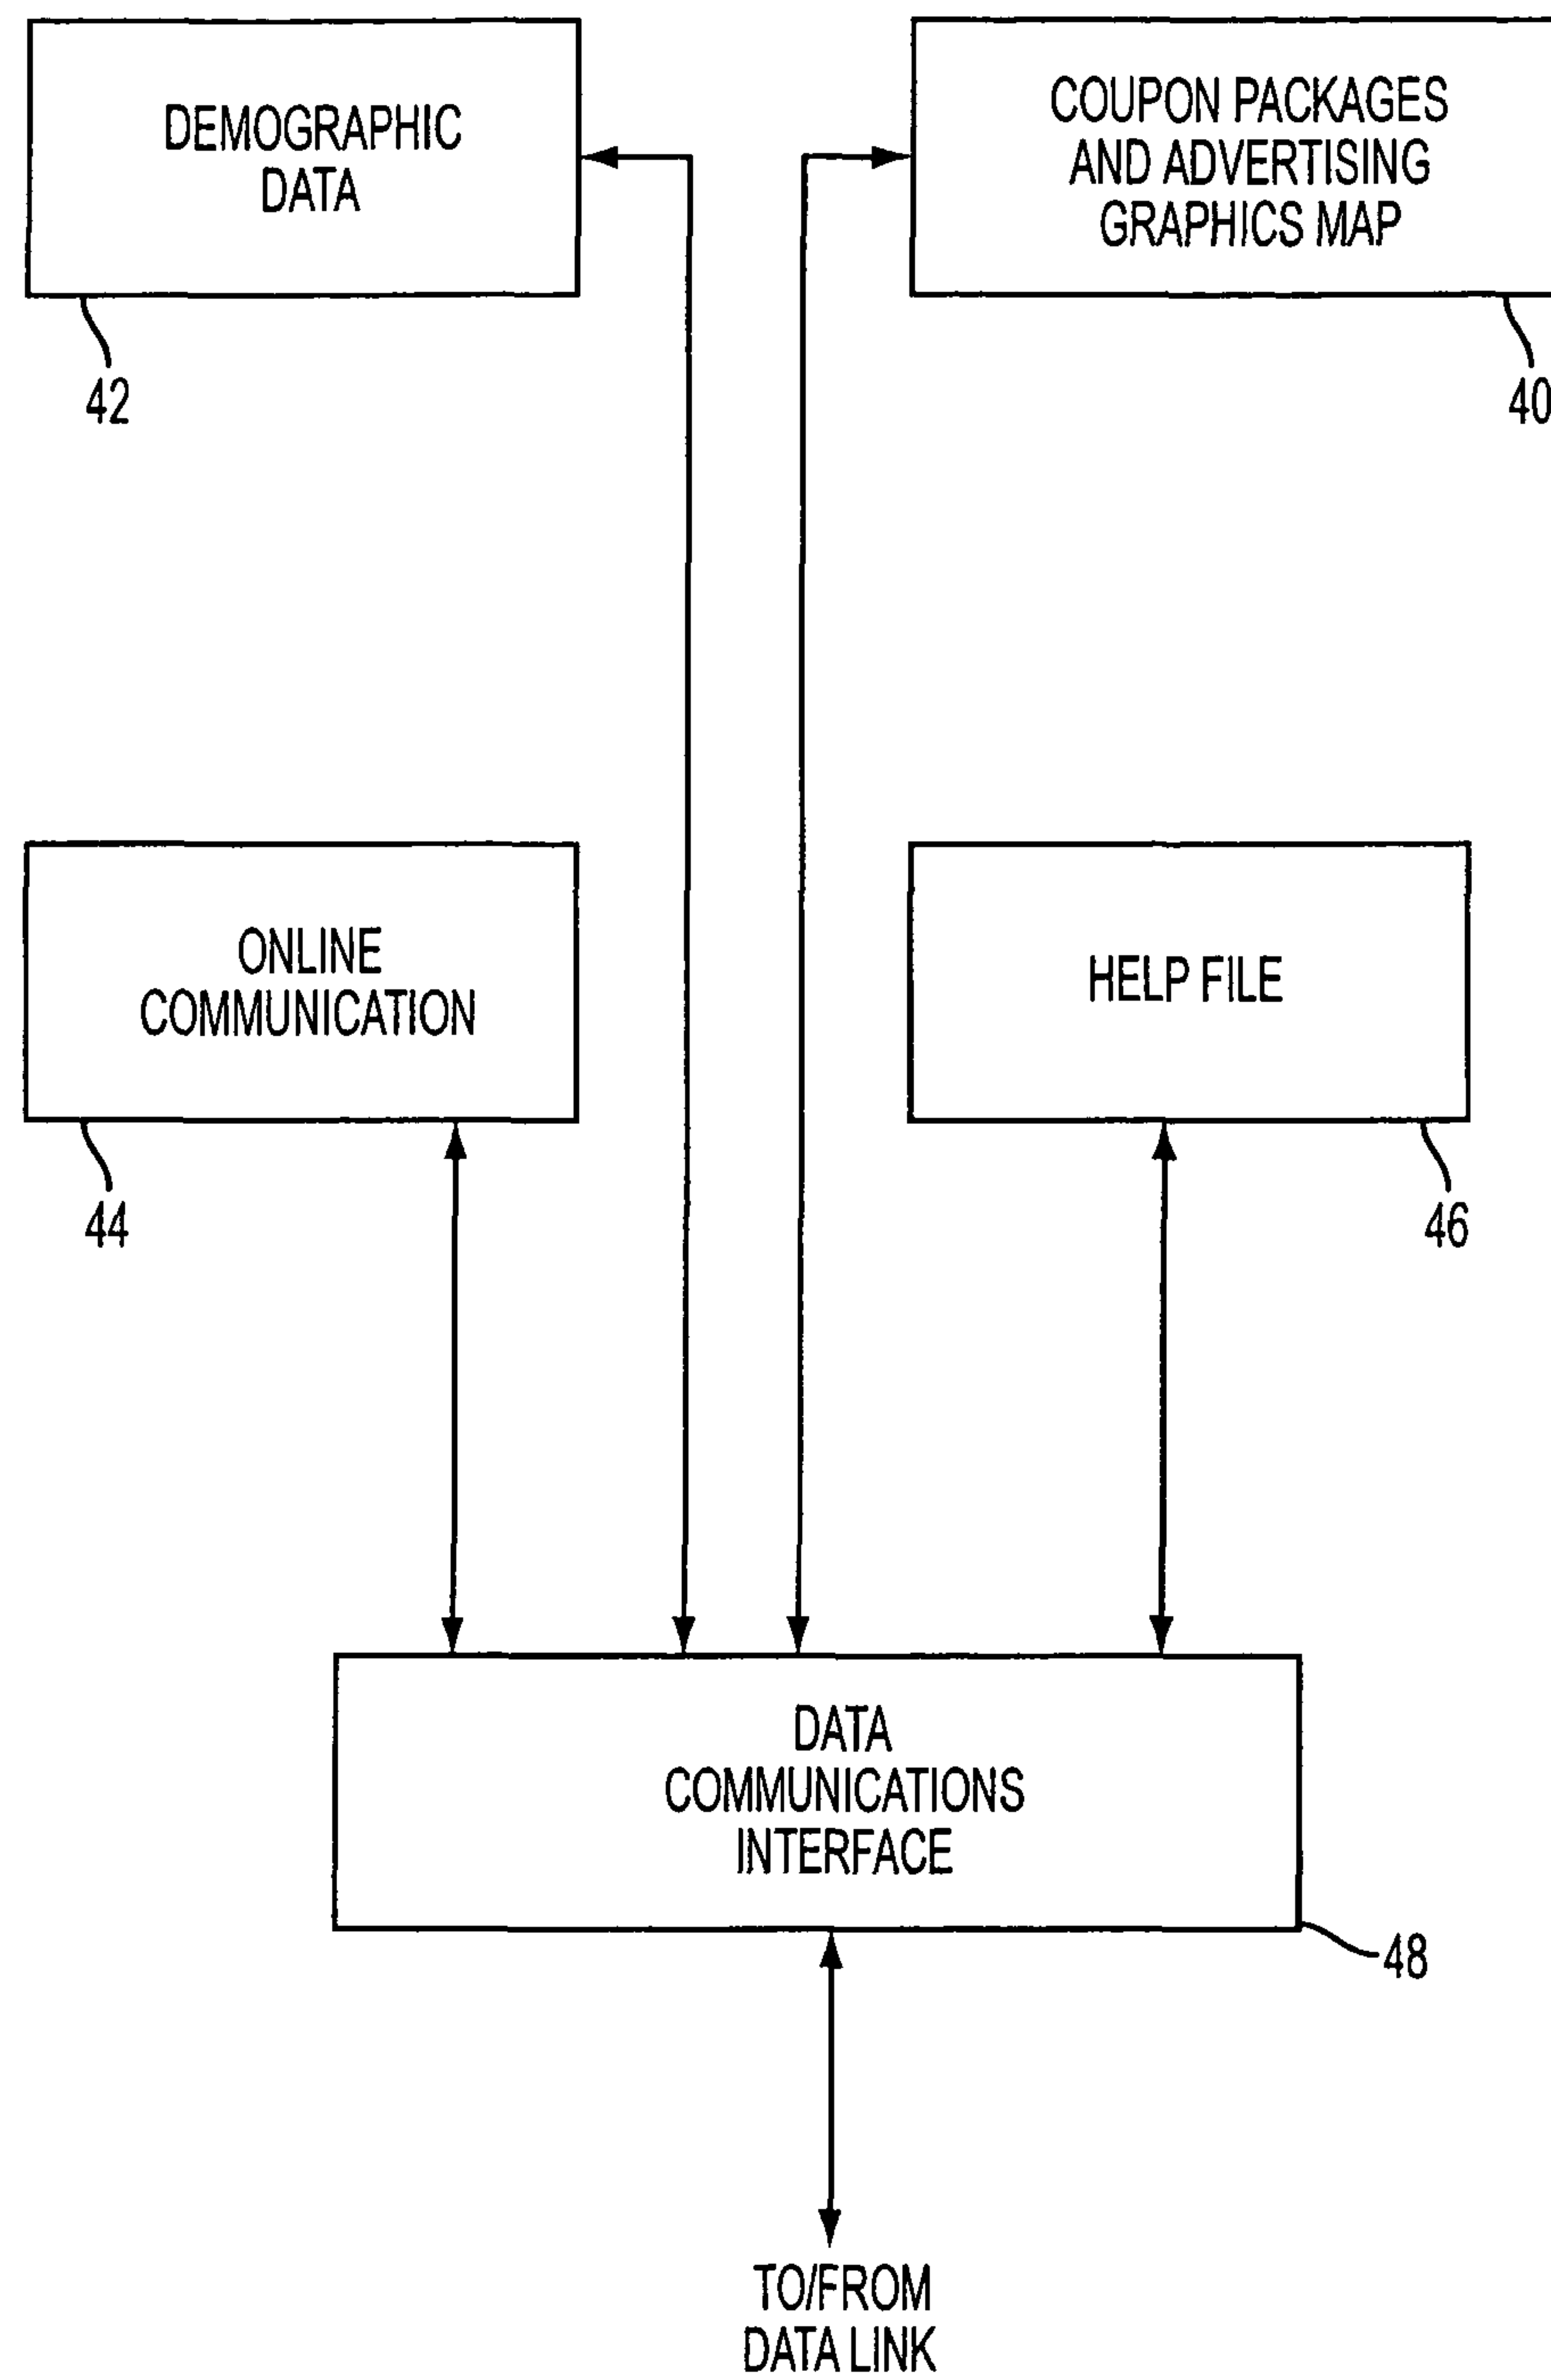 DEMOGRAPHIC
DATA
42
COUPON PACKAGES
AND ADVERTISING
GRAPHICS MAP
40
ONLINE
COMMUNICATION
44
HELP FILE
46
DATA
COMMUNICATIONS
INTERFACE
48
TO/FROM
DATA LINK